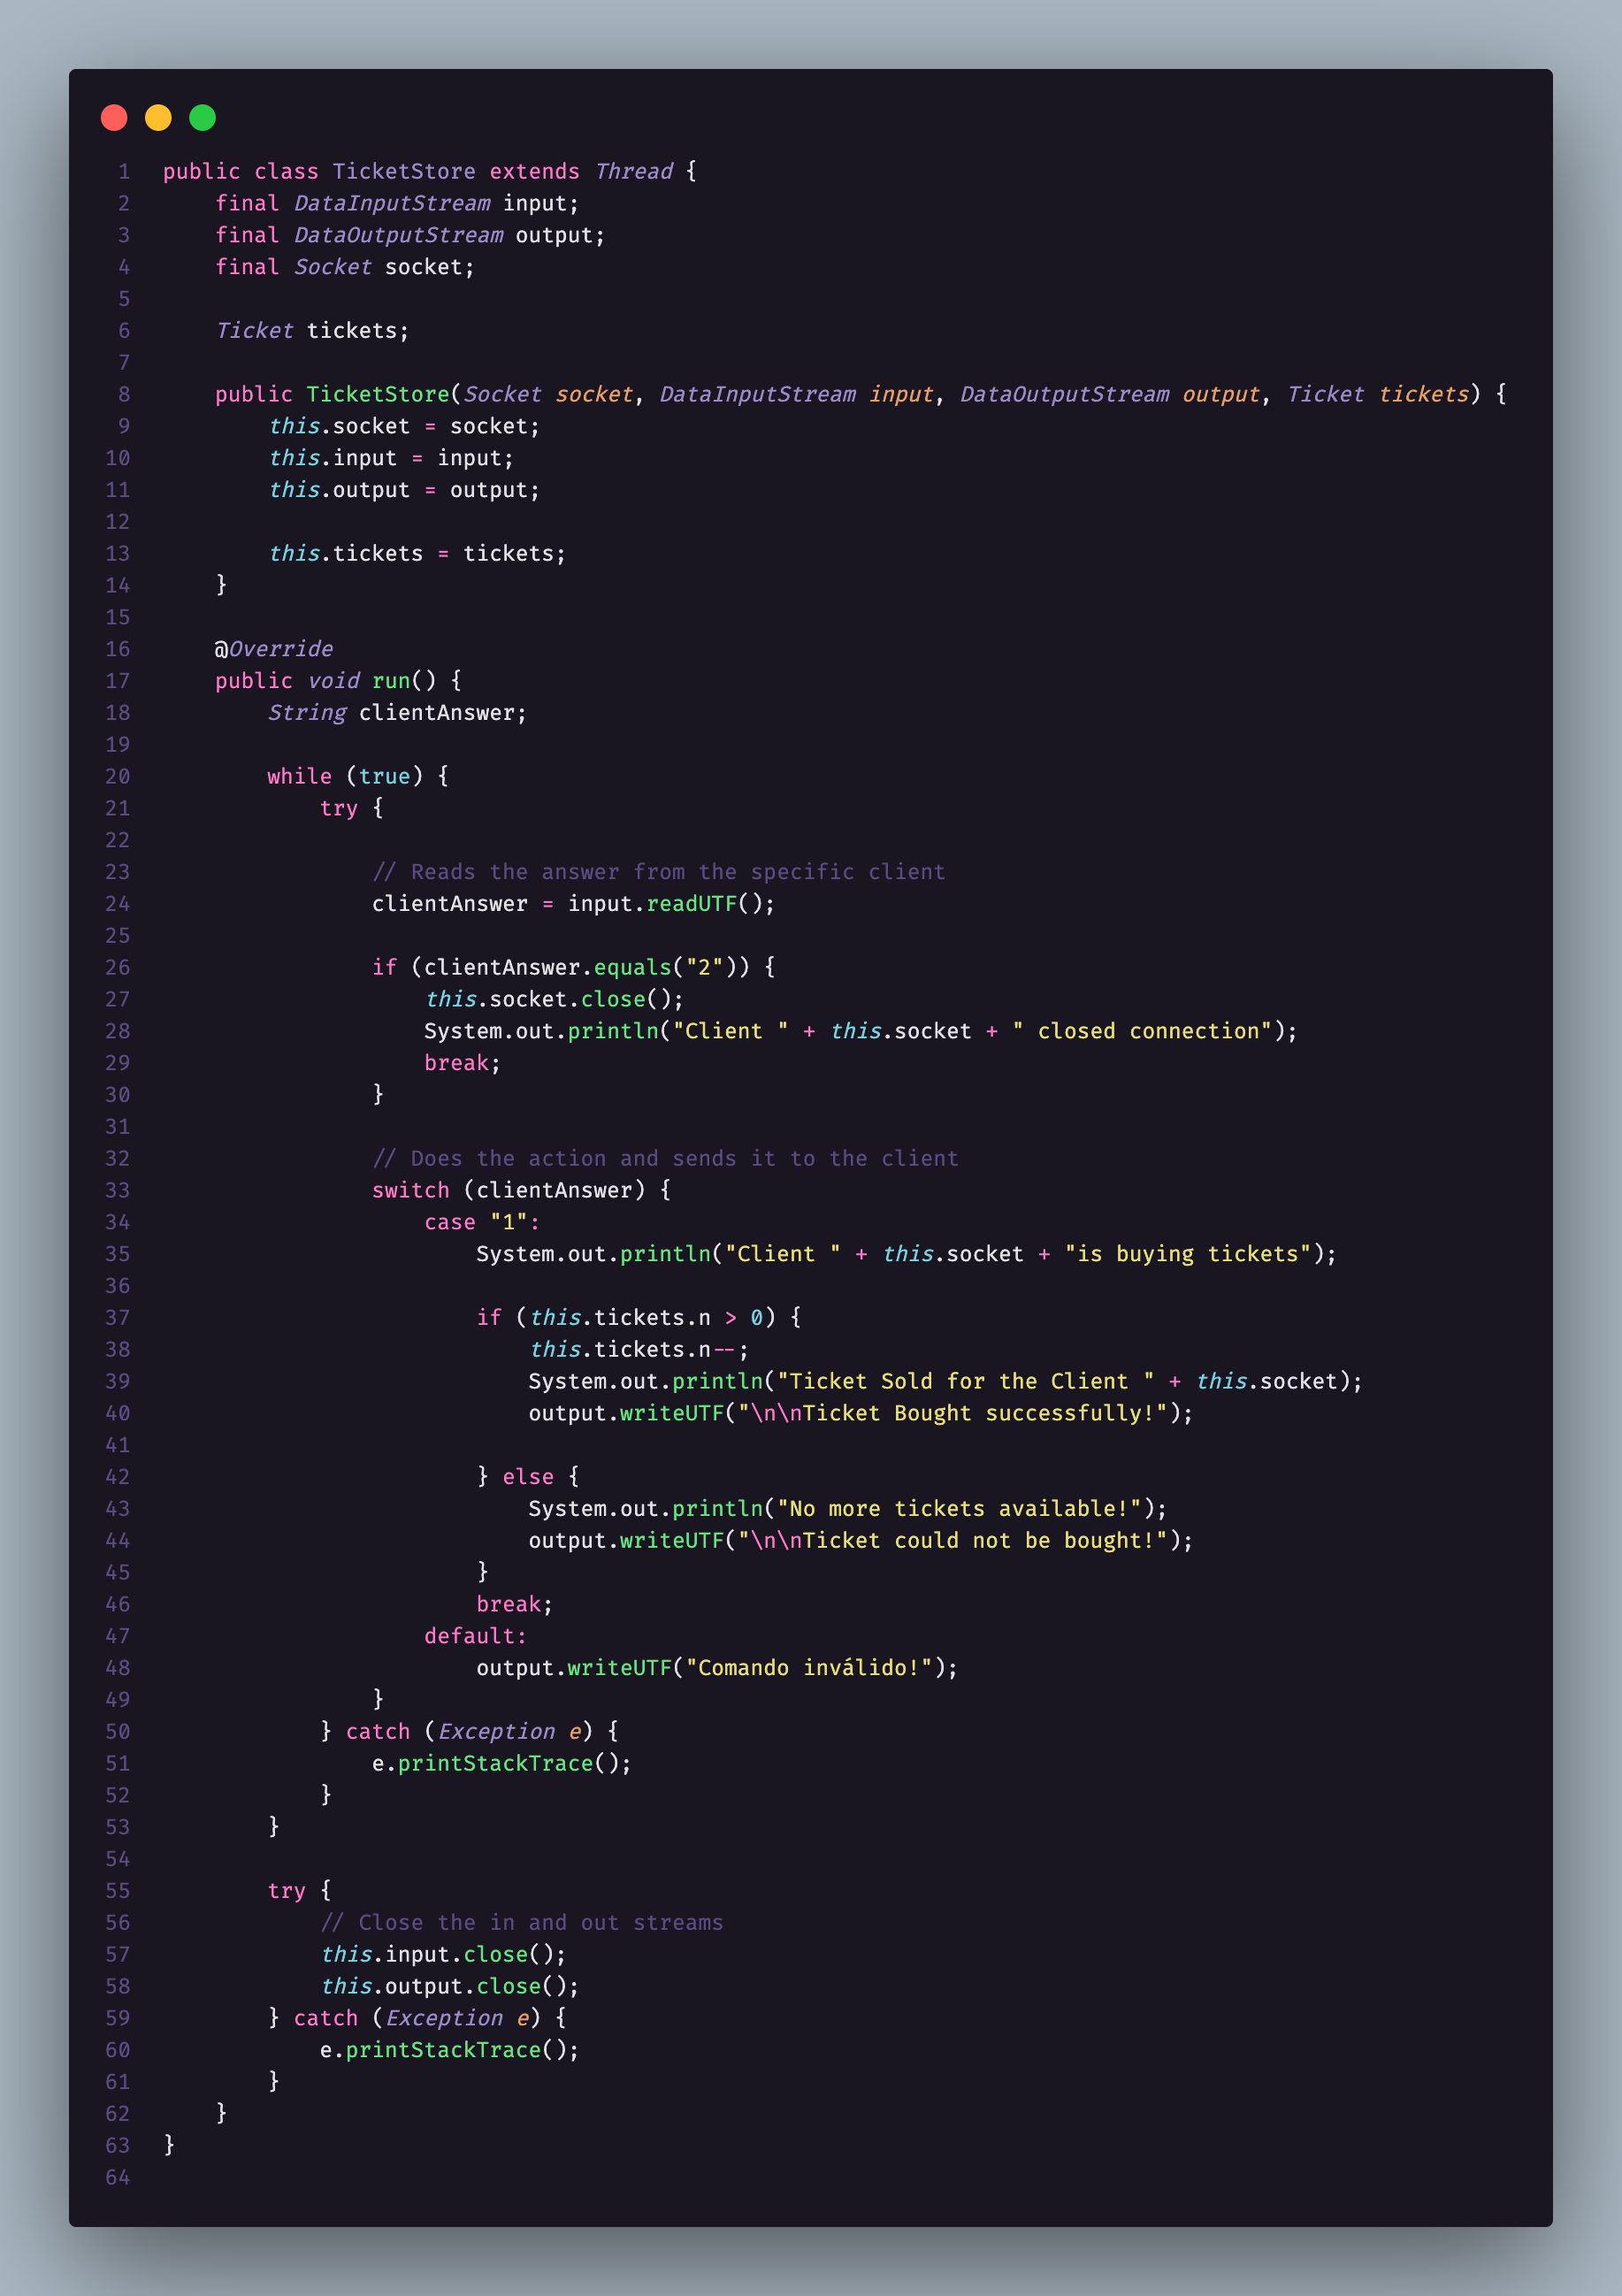 1 public class TicketStore extends Thread {
2     final DataInputStream input;
3     final DataOutputStream output;
4     final Socket socket;
5
6     Ticket tickets;
7
8     public TicketStore(Socket socket, DataInputStream input, DataOutputStream output, Ticket tickets) {
9         this.socket = socket;
10         this.input = input;
11         this.output = output;
12
13         this.tickets = tickets;
14     }
15
16     @Override
17     public void run() {
18         String clientAnswer;
19
20         while (true) {
21             try {
22
23                 // Reads the answer from the specific client
24                 clientAnswer = input.readUTF();
25
26                 if (clientAnswer.equals("2")) {
27                     this.socket.close();
28                     System.out.println("Client " + this.socket + " closed connection");
29                     break;
30                 }
31
32                 // Does the action and sends it to the client
33                 switch (clientAnswer) {
34                     case "1":
35                         System.out.println("Client " + this.socket + "is buying tickets");
36
37                         if (this.tickets.n > 0) {
38                             this.tickets.n--;
39                             System.out.println("Ticket Sold for the Client " + this.socket);
40                             output.writeUTF("\n\nTicket Bought successfully!");
41
42                         } else {
43                             System.out.println("No more tickets available!");
44                             output.writeUTF("\n\nTicket could not be bought!");
45                         }
46                         break;
47                     default:
48                         output.writeUTF("Comando inválido!");
49                 }
50             } catch (Exception e) {
51                 e.printStackTrace();
52             }
53         }
54
55         try {
56             // Close the in and out streams
57             this.input.close();
58             this.output.close();
59         } catch (Exception e) {
60             e.printStackTrace();
61         }
62     }
63 }
64